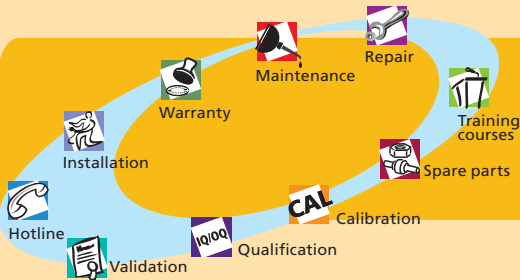 Repair
Maintenance
Warranty
Training
courses
Installation
Spare parts
CAL
Calibration
Hotline
IQ/OQ
Qualification
Validation